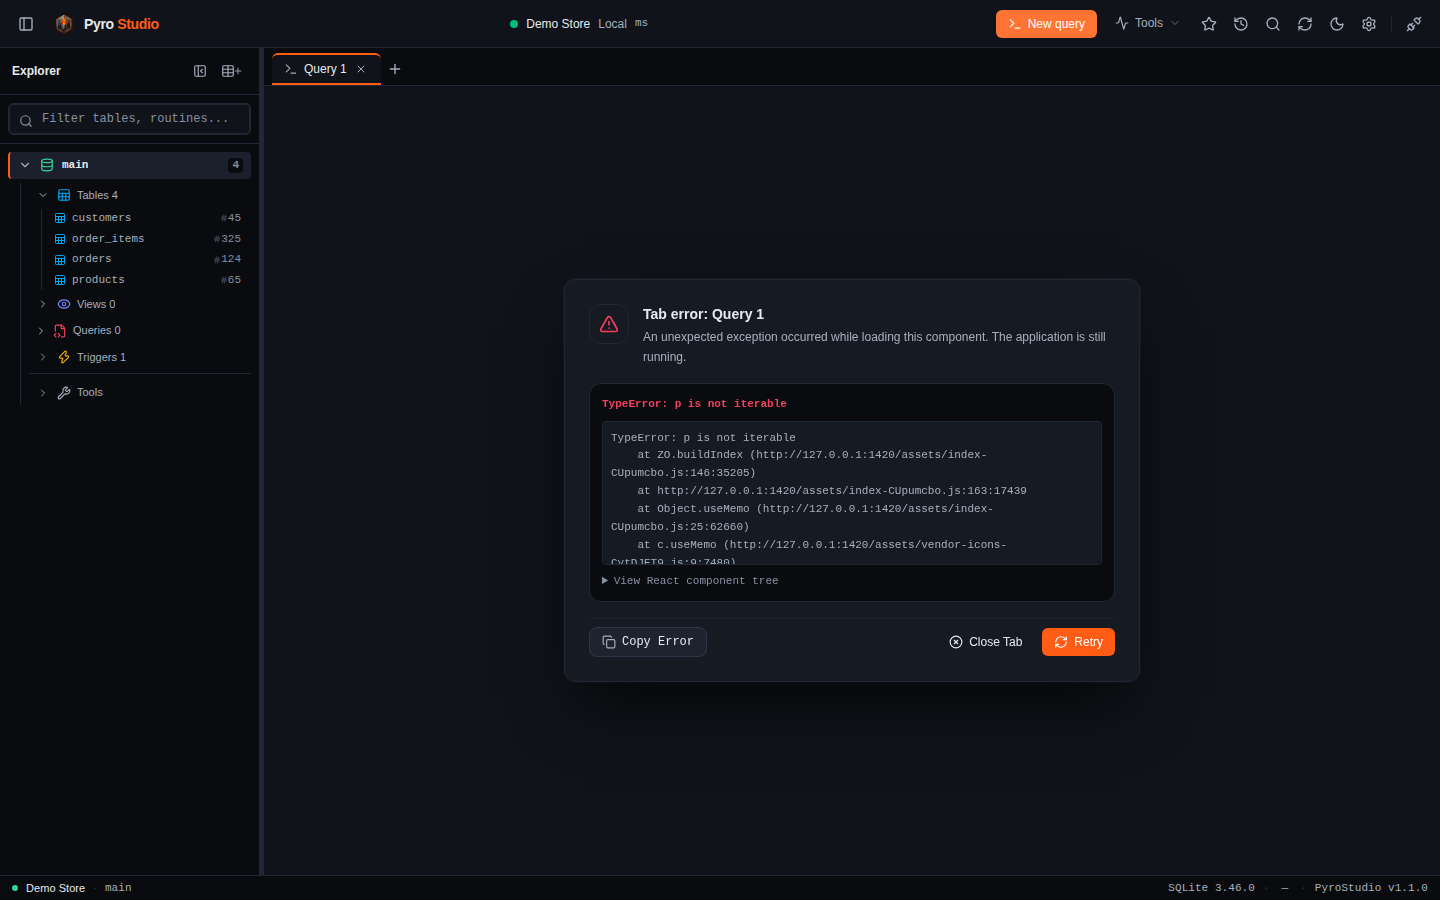 Pyro Studio
Demo Store Local ms
New query
Tools
Explorer
Query 1
Filter tables, routines...
main 4
Tables 4
customers #45
order_items #325
orders #124
products #65
Views 0
Queries 0
Triggers 1
Tools
Tab error: Query 1
An unexpected exception occurred while loading this component. The application is still
running.
TypeError: p is not iterable
TypeError: p is not iterable
at ZO.buildIndex (http://127.0.0.1:1420/assets/index-
CUpumcbo.js:146:35205)
at http://127.0.0.1:1420/assets/index-CUpumcbo.js:163:17439
at Object.useMemo (http://127.0.0.1:1420/assets/index-
CUpumcbo.js:25:62660)
at c.useMemo (http://127.0.0.1:1420/assets/vendor-icons-
View React component tree
Copy Error
Close Tab
Retry
Demo Store · main
SQLite 3.46.0 · — · PyroStudio v1.1.0